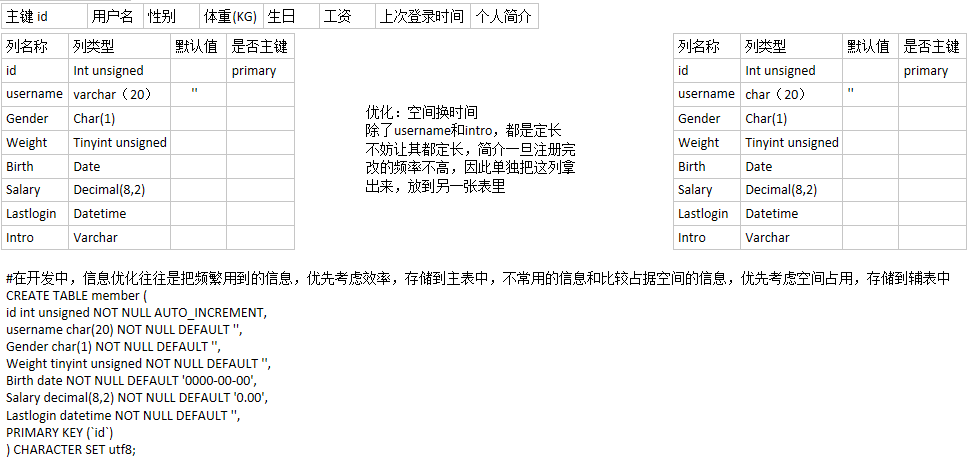 主键 id 用户名 性别 体重(KG) 生日 工资 上次登录时间 个人简介
列名称 列类型 默认值 是否主键
id Int unsigned primary
username varchar（20） ''
Gender Char(1)
Weight Tinyint unsigned
Birth Date
Salary Decimal(8,2)
Lastlogin Datetime
Intro Varchar
优化：空间换时间
除了username和intro，都是定长
不妨让其都定长，简介一旦注册完
改的频率不高，因此单独把这列拿
出来，放到另一张表里
列名称 列类型 默认值 是否主键
id Int unsigned primary
username char（20） ''
Gender Char(1)
Weight Tinyint unsigned
Birth Date
Salary Decimal(8,2)
Lastlogin Datetime
Intro Varchar
#在开发中，信息优化往往是把频繁用到的信息，优先考虑效率，存储到主表中，不常用的信息和比较占据空间的信息，优先考虑空间占用，存储到辅表中
CREATE TABLE member (
id int unsigned NOT NULL AUTO_INCREMENT,
username char(20) NOT NULL DEFAULT '',
Gender char(1) NOT NULL DEFAULT '',
Weight tinyint unsigned NOT NULL DEFAULT '',
Birth date NOT NULL DEFAULT '0000-00-00',
Salary decimal(8,2) NOT NULL DEFAULT '0.00',
Lastlogin datetime NOT NULL DEFAULT '',
PRIMARY KEY (`id`)
) CHARACTER SET utf8;